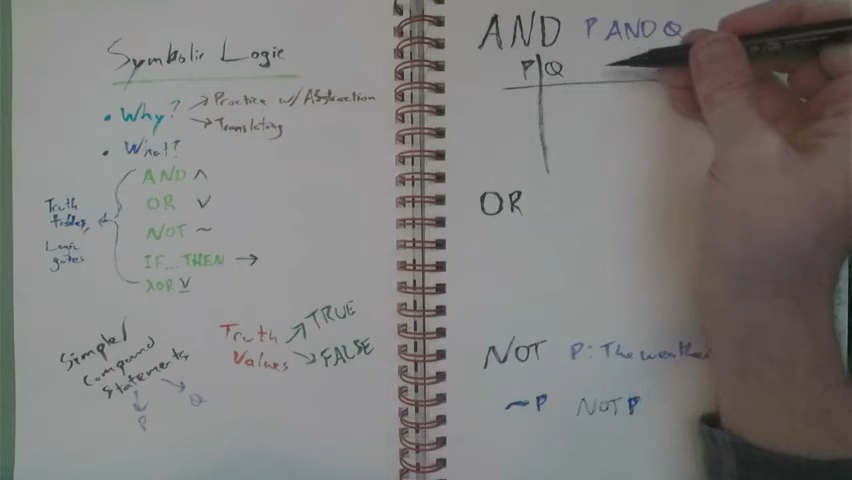 Symbolic Logic
• Why? → Practice w/ Abstraction
→ Translating
• What?
AND ∧
OR ∨
NOT ~
IF...THEN →
XOR ⊻
Truth
tables,
Logic
gates
Simple/
Compound
Statements
P
Q
Truth
Values
TRUE
FALSE
AND P AND Q
P Q
OR
NOT P: The weather
~P NOT P